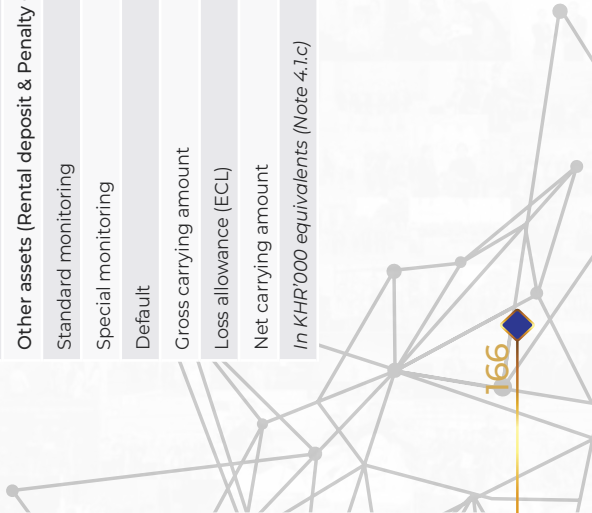 Other assets (Rental deposit & Penalty
Standard monitoring
Special monitoring
Default
Gross carrying amount
Loss allowance (ECL)
Net carrying amount
In KHR'000 equivalents (Note 4.1.c)
166